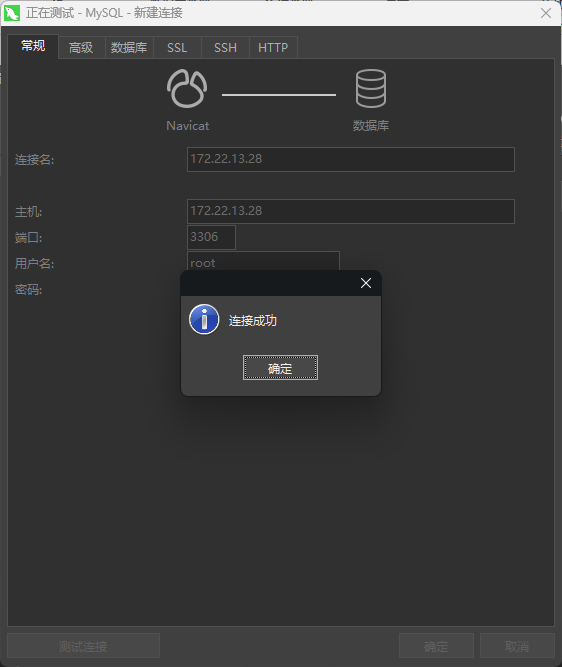 正在测试 - MySQL - 新建连接
常规 高级 数据库 SSL SSH HTTP
Navicat 数据库
连接名: 172.22.13.28
主机: 172.22.13.28
端口: 3306
用户名: root
密码:
连接成功
确定
测试连接 确定 取消